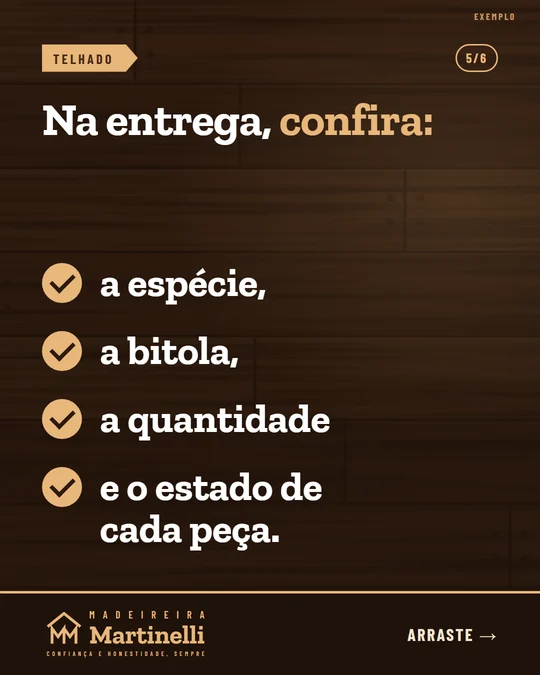 EXEMPLO
TELHADO
5/6
Na entrega, confira:
a espécie,
a bitola,
a quantidade
e o estado de
cada peça.
MADEIREIRA
Martinelli
CONFIANÇA E HONESTIDADE, SEMPRE
ARRASTE →